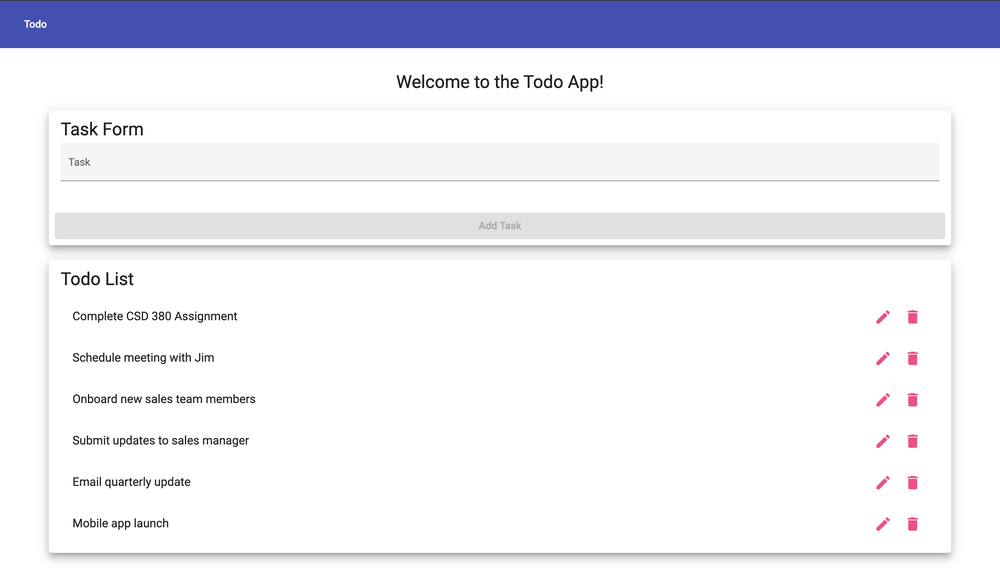 Todo
Welcome to the Todo App!
Task Form
Task
Add Task
Todo List
Complete CSD 380 Assignment
Schedule meeting with Jim
Onboard new sales team members
Submit updates to sales manager
Email quarterly update
Mobile app launch